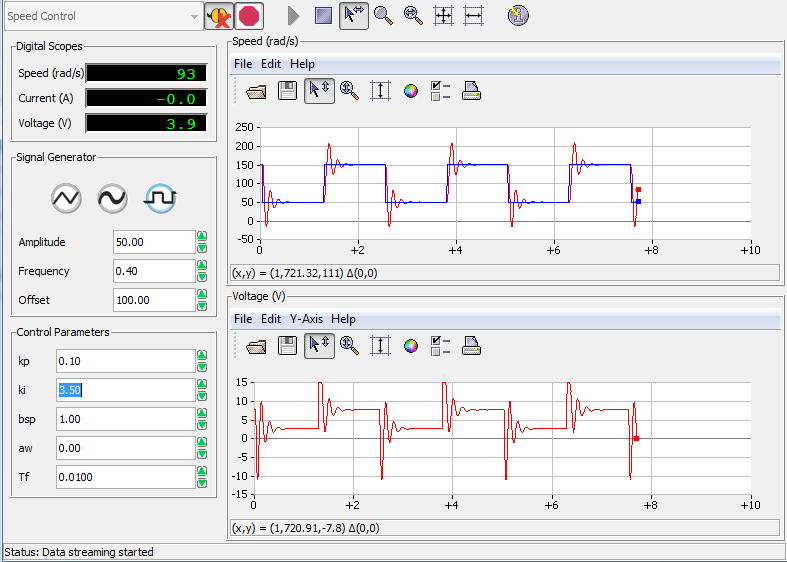 Speed Control
Digital Scopes
Speed (rad/s) 93
Current (A) -0.0
Voltage (V) 3.9
Signal Generator
Amplitude 50.00
Frequency 0.40
Offset 100.00
Control Parameters
kp 0.10
ki 3.50
bsp 1.00
aw 0.00
Tf 0.0100
Speed (rad/s)
File Edit Help
250
200
150
100
50
0
-50
0 +2 +4 +6 +8 +10
(x,y) = (1,721.32,111) Δ(0,0)
Voltage (V)
File Edit Y-Axis Help
15
10
5
0
-5
-10
-15
0 +2 +4 +6 +8 +10
(x,y) = (1,720.91,-7.8) Δ(0,0)
Status: Data streaming started